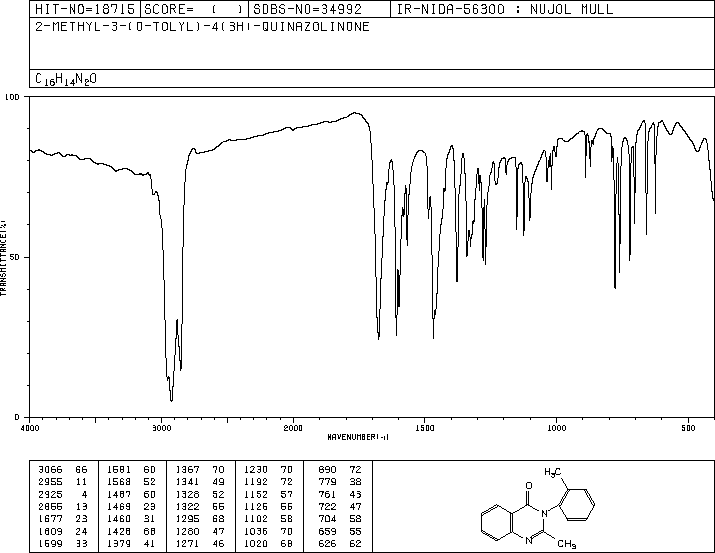 HIT-NO=18715 SCORE= ( ) SDBS-NO=34992 IR-NIDA-56300 : NUJOL MULL
2-METHYL-3-(O-TOLYL)-4(3H)-QUINAZOLINONE
C16H14N2O
100
50
0
TRANSMITTANCE(%)
4000 3000 2000 1500 1000 500
WAVENUMBER(-1)
3066 66 1581 60 1367 70 1230 70 890 72
2955 11 1568 52 1341 49 1192 72 779 38
2925 4 1487 60 1328 52 1152 57 761 43
2855 13 1463 23 1322 55 1126 55 722 47
1677 23 1460 31 1295 68 1102 58 704 58
1609 24 1428 68 1280 47 1036 70 659 55
1599 33 1379 41 1271 46 1020 68 626 62
H3C
O
N
N
CH3